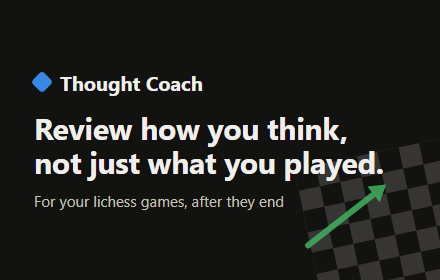 Thought Coach
Review how you think,
not just what you played.
For your lichess games, after they end